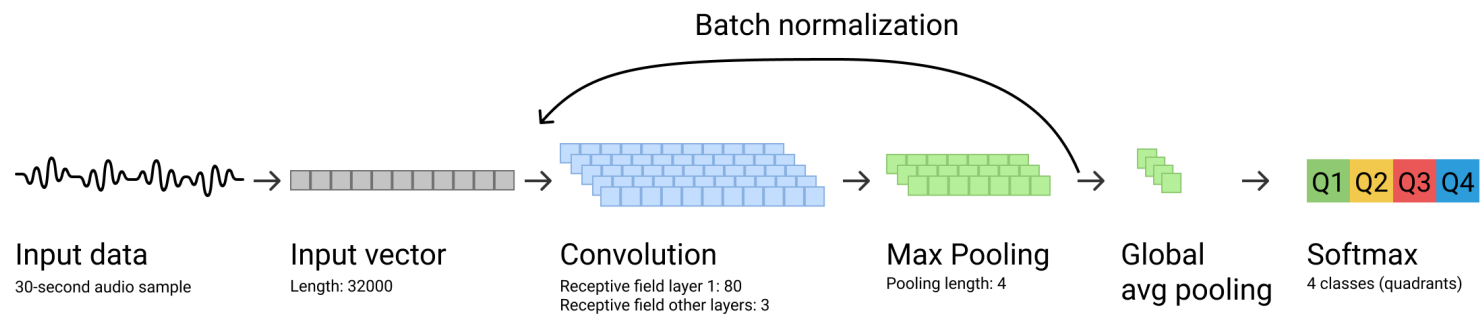 Batch normalization
Q1 Q2 Q3 Q4
Input data
30-second audio sample
Input vector
Length: 32000
Convolution
Receptive field layer 1: 80
Receptive field other layers: 3
Max Pooling
Pooling length: 4
Global
avg pooling
Softmax
4 classes (quadrants)